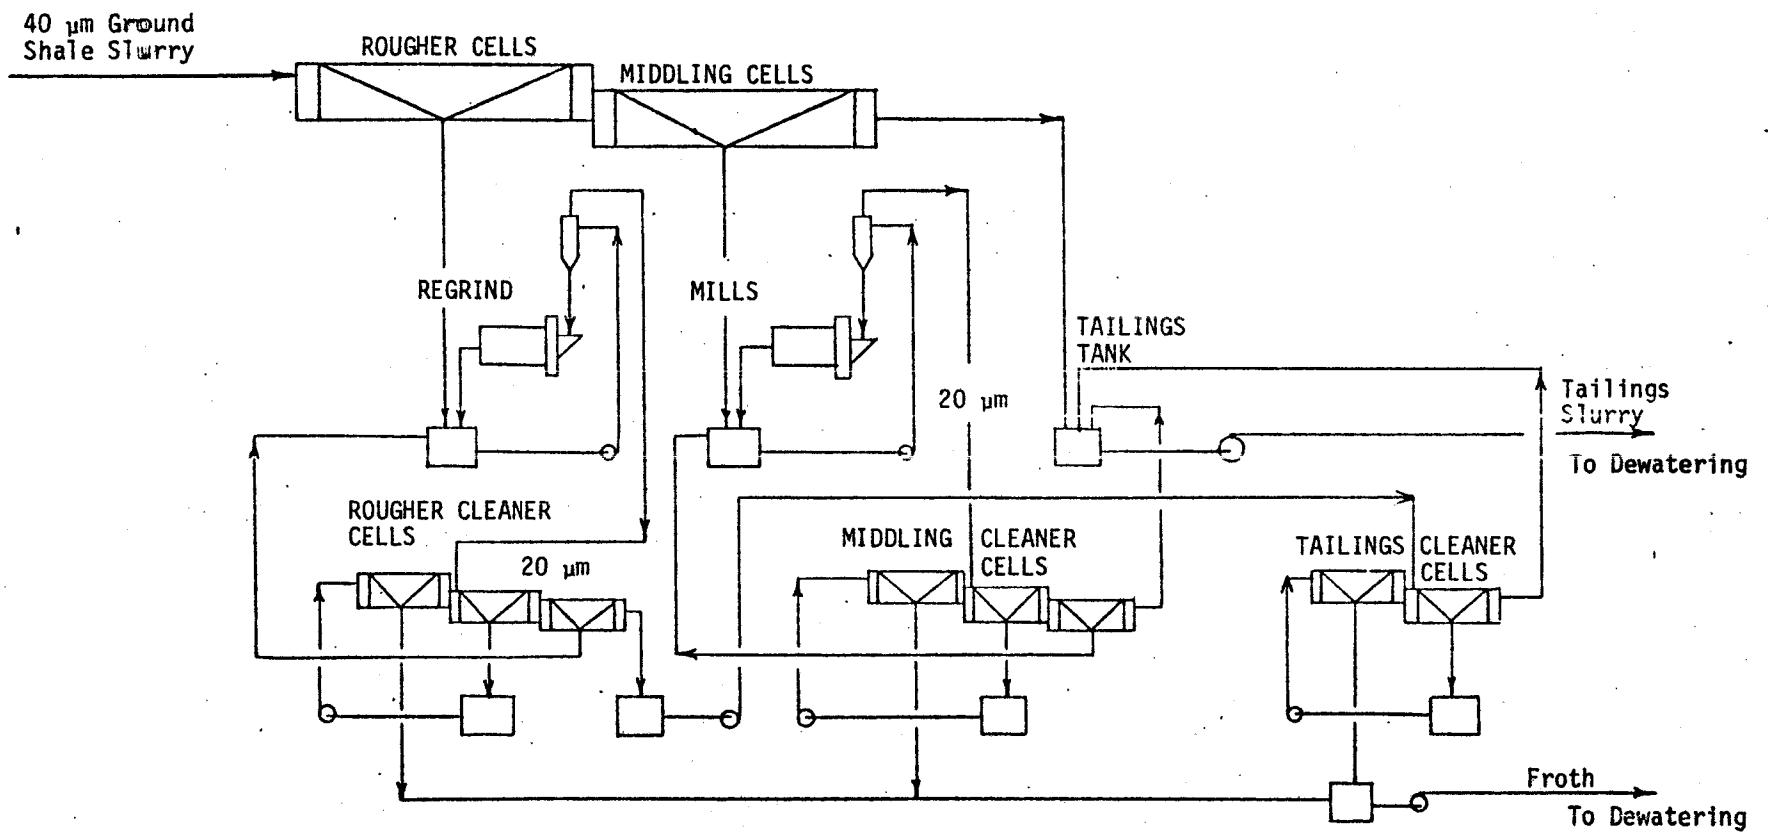 40 µm Ground
Shale Slurry
ROUGHER CELLS
MIDDLING CELLS
REGRIND
MILLS
TAILINGS
TANK
20 µm
Tailings
Slurry
To Dewatering
ROUGHER CLEANER
CELLS
20 µm
MIDDLING CLEANER
CELLS
TAILINGS CLEANER
CELLS
Froth
To Dewatering